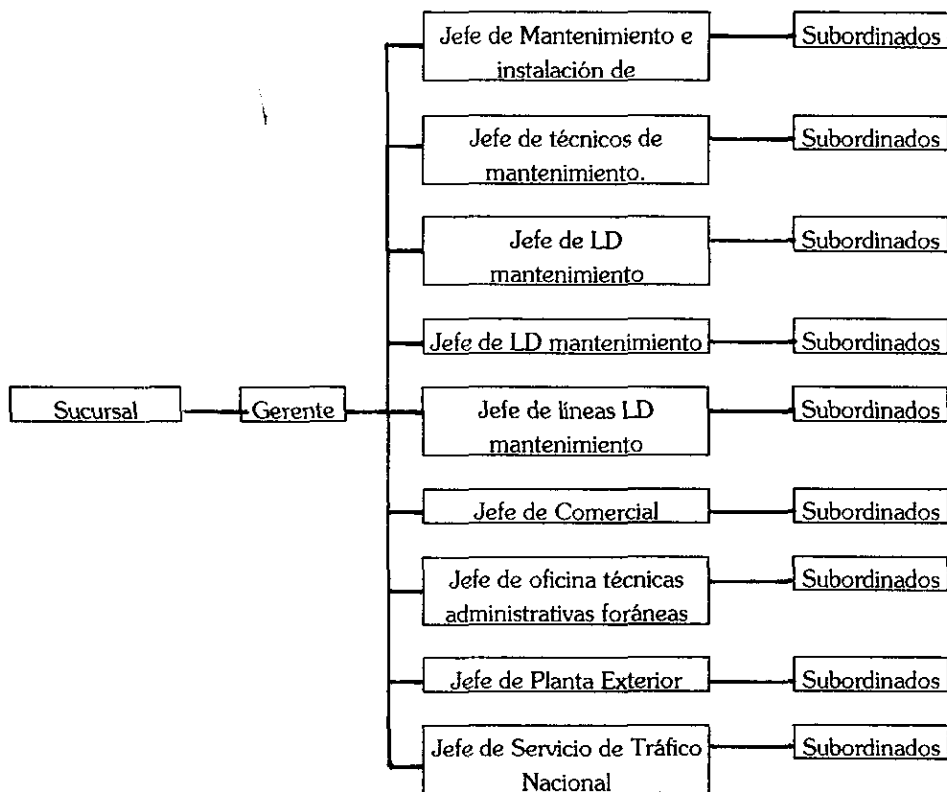 Jefe de Mantenimiento e
instalación de
Subordinados
Jefe de técnicos de
mantenimiento.
Subordinados
Jefe de LD
mantenimiento
Subordinados
Jefe de LD mantenimiento
Subordinados
Sucursal
Gerente
Jefe de líneas LD
mantenimiento
Subordinados
Jefe de Comercial
Subordinados
Jefe de oficina técnicas
administrativas foráneas
Subordinados
Jefe de Planta Exterior
Subordinados
Jefe de Servicio de Tráfico
Nacional
Subordinados